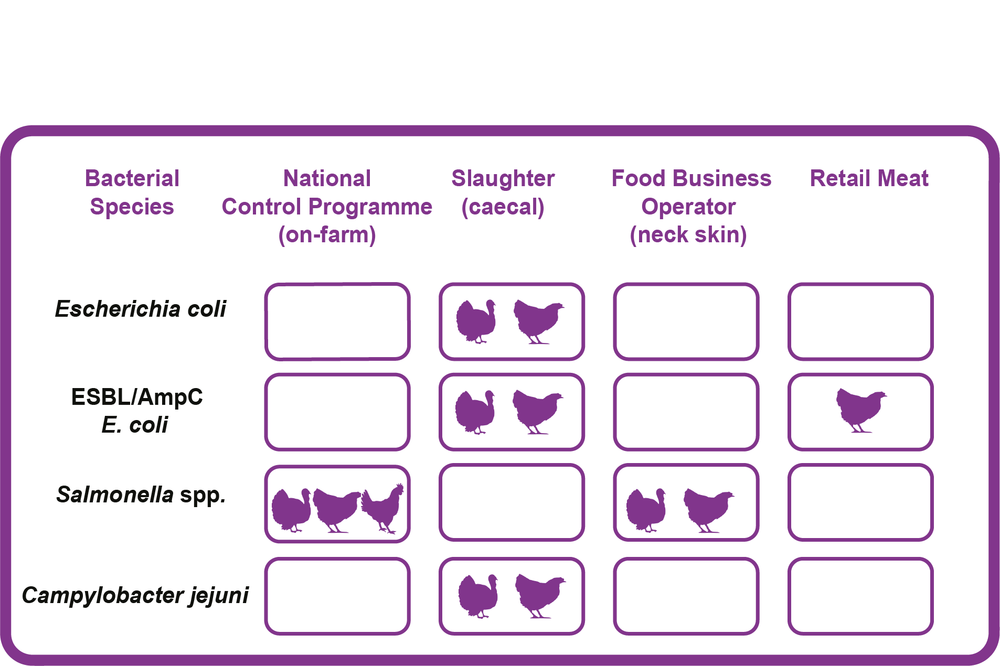 Bacterial
Species
National
Control Programme
(on-farm)
Slaughter
(caecal)
Food Business
Operator
(neck skin)
Retail Meat
Escherichia coli
ESBL/AmpC
E. coli
Salmonella spp.
Campylobacter jejuni